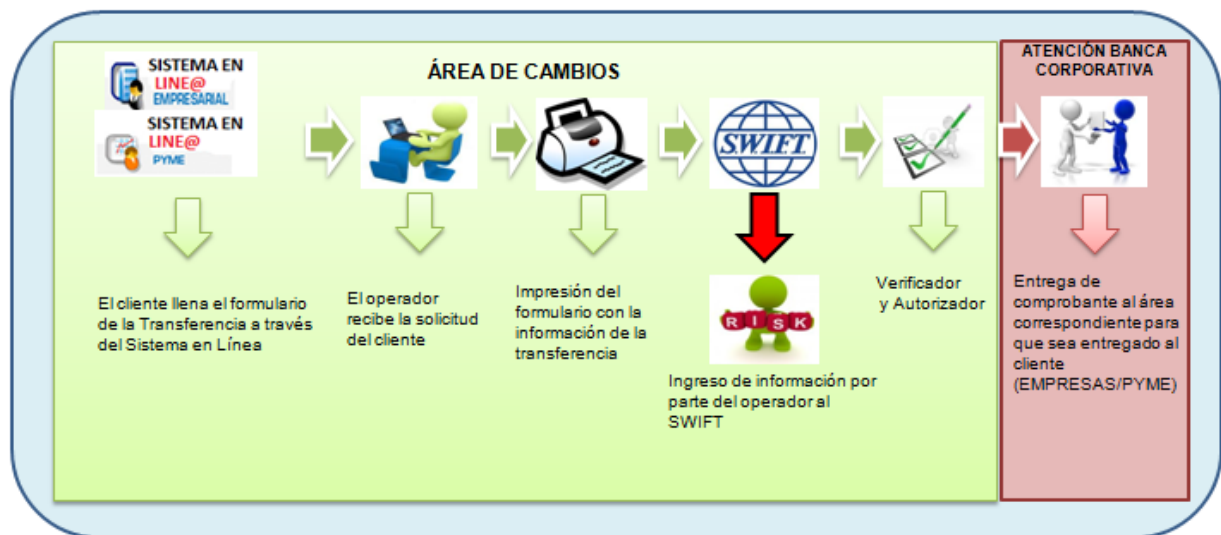 ÁREA DE CAMBIOS
ATENCIÓN BANCA
CORPORATIVA
SISTEMA EN
LINE@
EMPRESARIAL
SISTEMA EN
LINE@
PYME
SWIFT
RISK
El cliente llena el formulario
de la Transferencia a través
del Sistema en Línea
El operador
recibe la solicitud
del cliente
Impresión del
formulario con la
información de la
transferencia
Ingreso de información por
parte del operador al
SWIFT
Verificador
y Autorizador
Entrega de
comprobante al área
correspondiente para
que sea entregado al
cliente
(EMPRESAS/PYME)